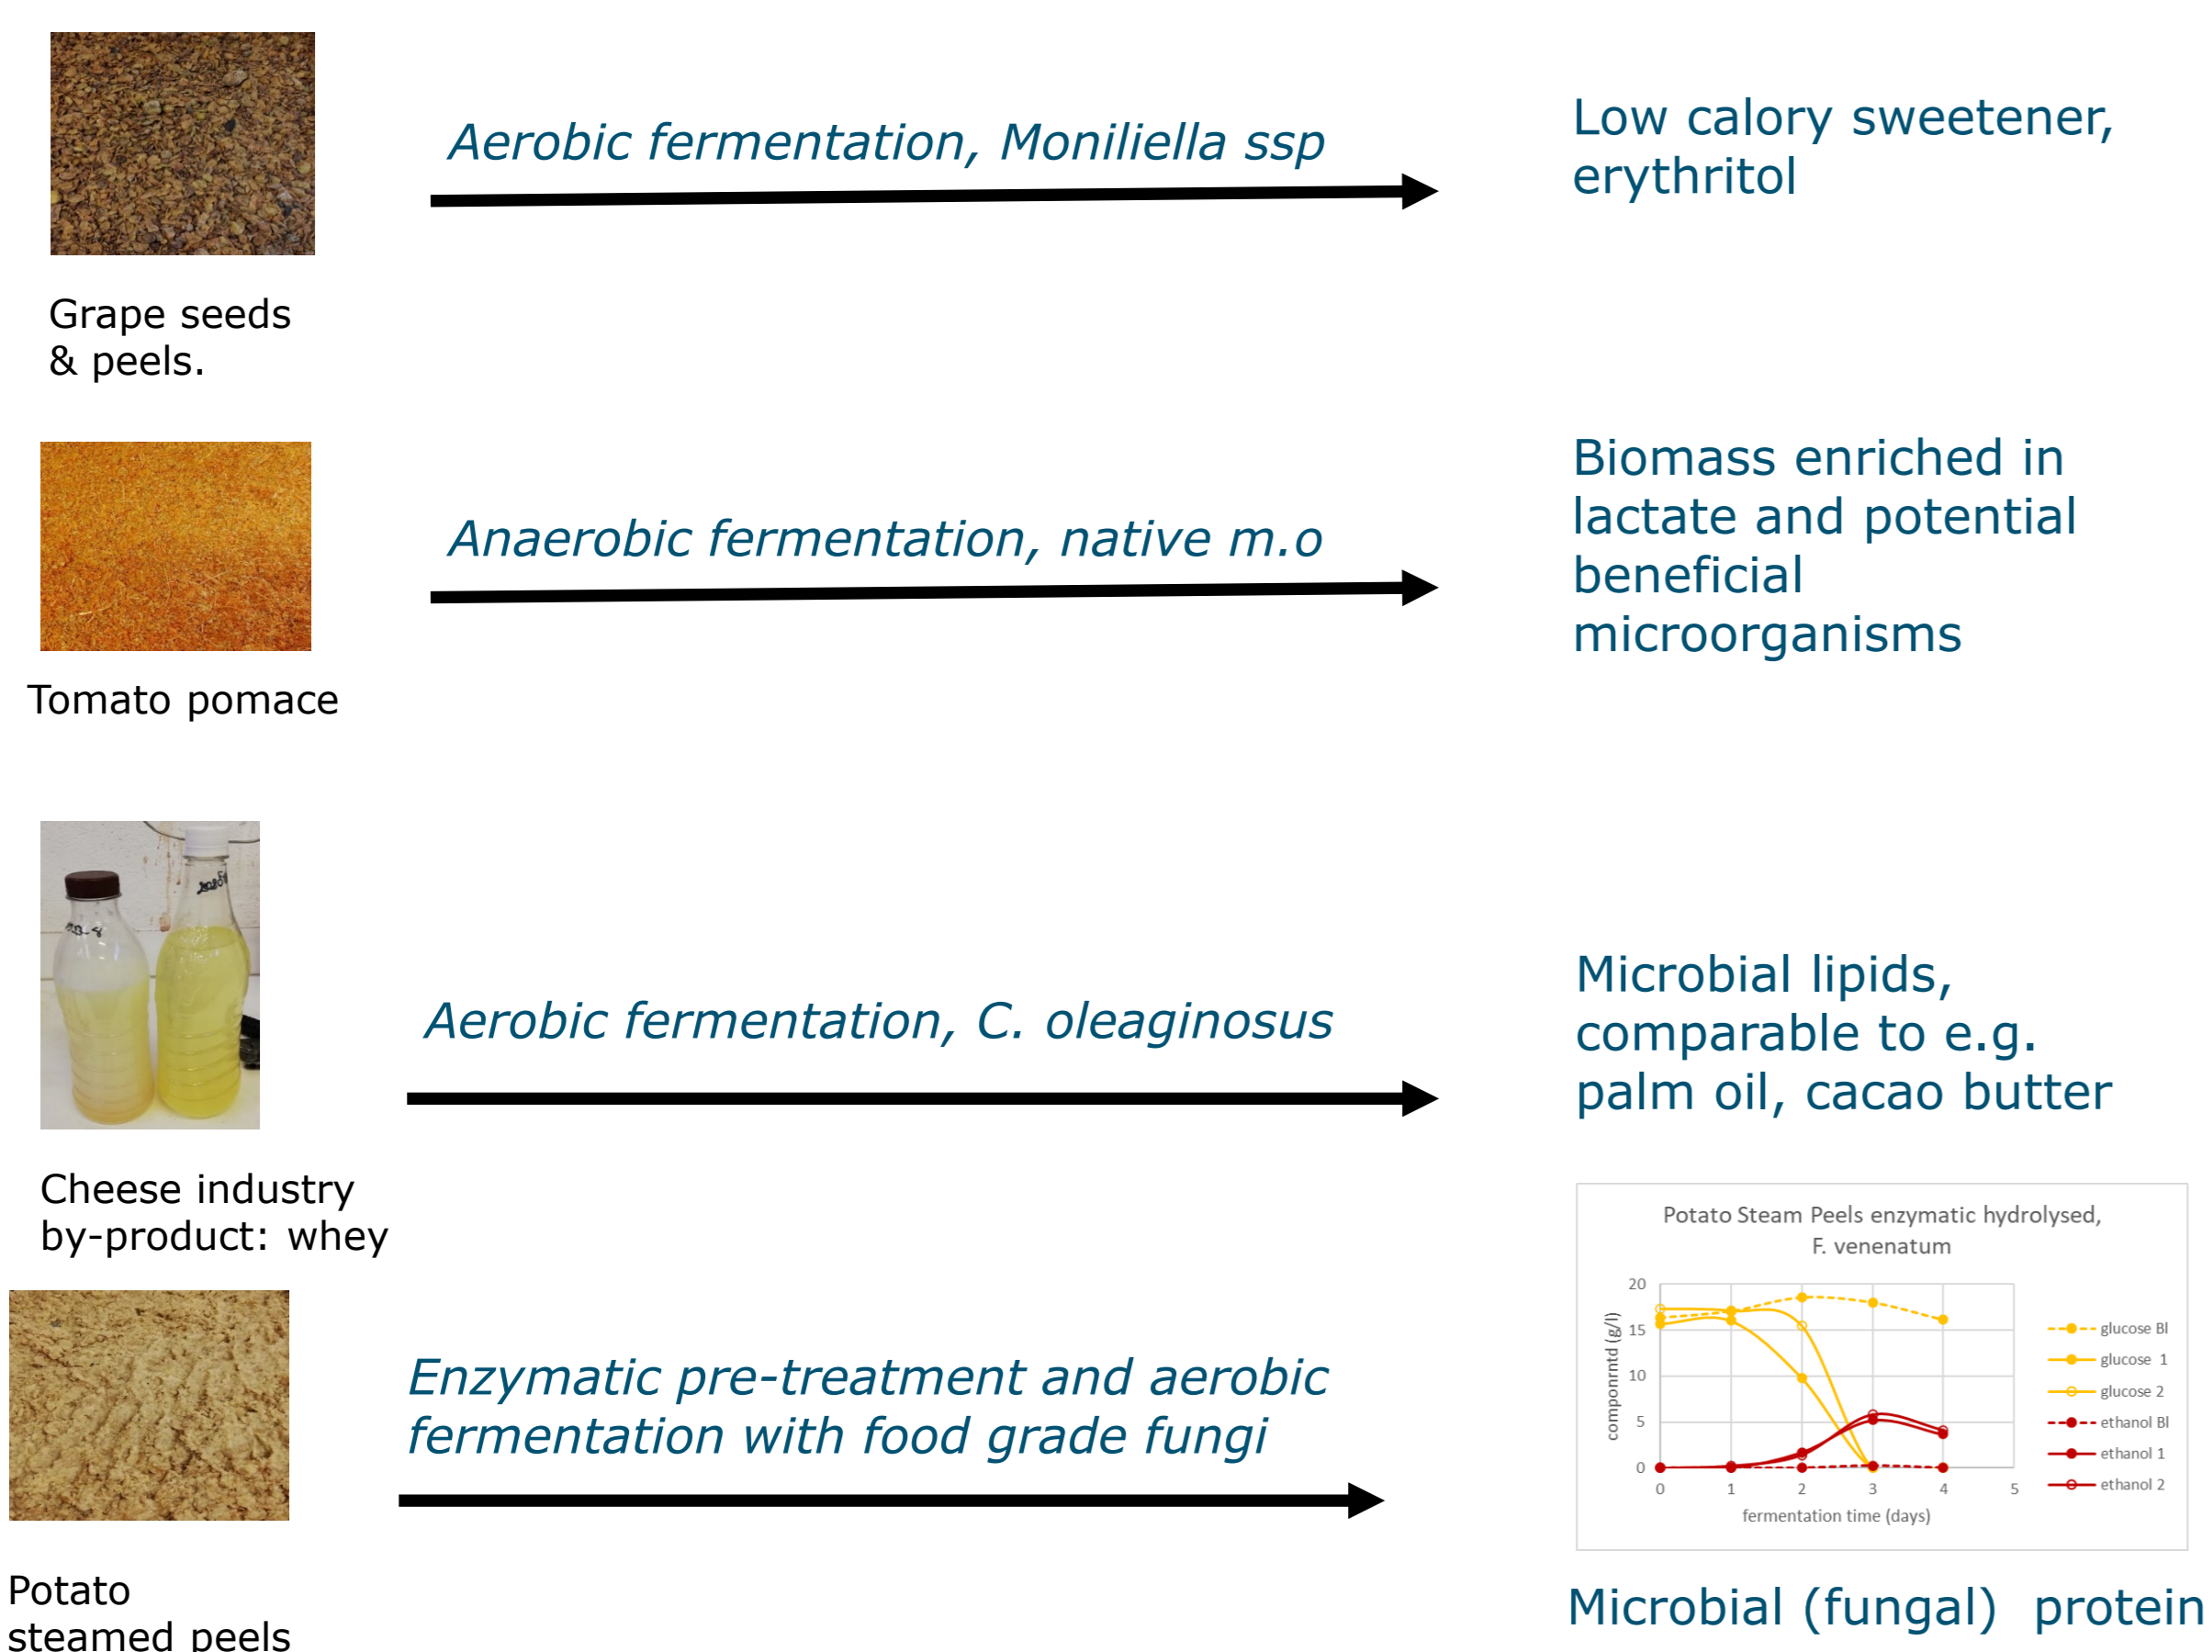 Aerobic fermentation, Moniliella ssp
Low calory sweetener,
erythritol
Grape seeds
& peels.
Anaerobic fermentation, native m.o
Biomass enriched in
lactate and potential
beneficial
microorganisms
Tomato pomace
Aerobic fermentation, C. oleaginosus
Microbial lipids,
comparable to e.g.
palm oil, cacao butter
Cheese industry
by-product: whey
Enzymatic pre-treatment and aerobic
fermentation with food grade fungi
Potato Steam Peels enzymatic hydrolysed,
F. venenatum
componrntd (g/l)
20
15
10
5
0
0 1 2 3 4 5
fermentation time (days)
glucose Bl
glucose 1
glucose 2
ethanol Bl
ethanol 1
ethanol 2
Potato
steamed peels
Microbial (fungal) protein